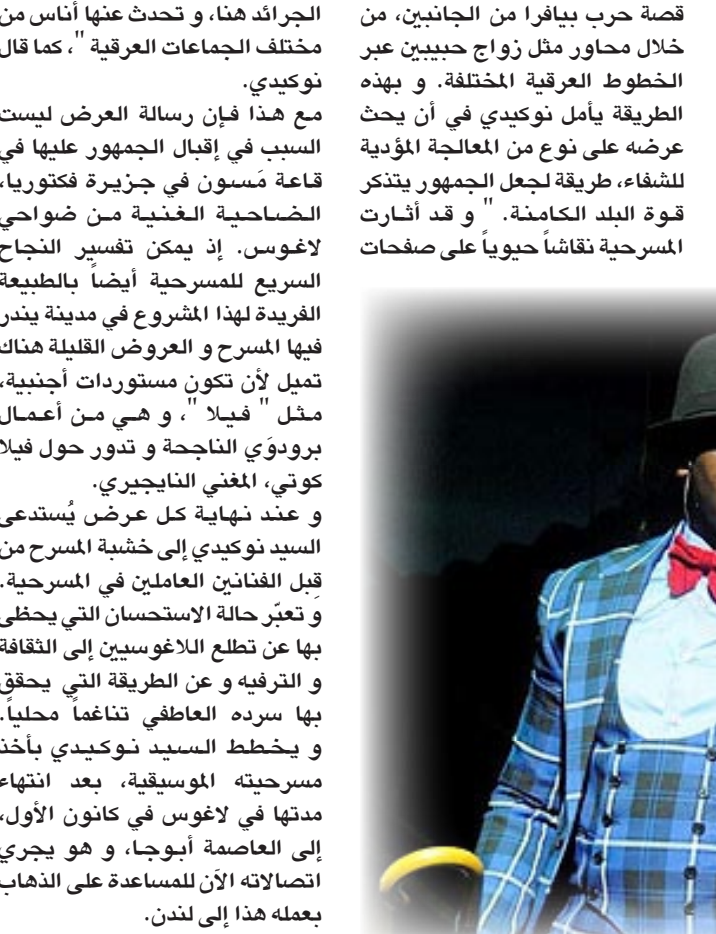 قصة حرب بيافرا من الجانبين، من
خلال محاور مثل زواج حبيبين عبر
الخطوط العرقية المختلفة. و بهذه
الطريقة يأمل نوكيدي في أن يحث
عرضه على نوع من المعالجة المؤدية
للشفاء، طريقة لجعل الجمهور يتذكر
قوة البلد الكامنة. " و قد أثارت
المسرحية نقاشاً حيوياً على صفحات
الجرائد هنا، و تحدث عنها أناس من
مختلف الجماعات العرقية "، كما قال
نوكيدي.
مع هذا فإن رسالة العرض ليست
السبب في إقبال الجمهور عليها في
قاعة مَسون في جزيرة فكتوريا،
الضاحية الغنية من ضواحي
لاغوس. إذ يمكن تفسير النجاح
السريع للمسرحية أيضاً بالطبيعة
الفريدة لهذا المشروع في مدينة يندر
فيها المسرح و العروض القليلة هناك
تميل لأن تكون مستوردات أجنبية،
مثل " فيلا "، و هي من أعمال
برودوَي الناجحة و تدور حول فيلا
كوتي، المغني النايجيري.
و عند نهاية كل عرض يُستدعى
السيد نوكيدي إلى خشبة المسرح من
قِبل الفنانين العاملين في المسرحية.
و تعبّر حالة الاستحسان التي يحظى
بها عن تطلع اللاغوسيين إلى الثقافة
و الترفيه و عن الطريقة التي يحقق
بها سرده العاطفي تناغماً محلياً.
و يخطط السيد نوكيدي بأخذ
مسرحيته الموسيقية، بعد انتهاء
مدتها في لاغوس في كانون الأول،
إلى العاصمة أبوجا، و هو يجري
اتصالاته الآن للمساعدة على الذهاب
بعمله هذا إلى لندن.